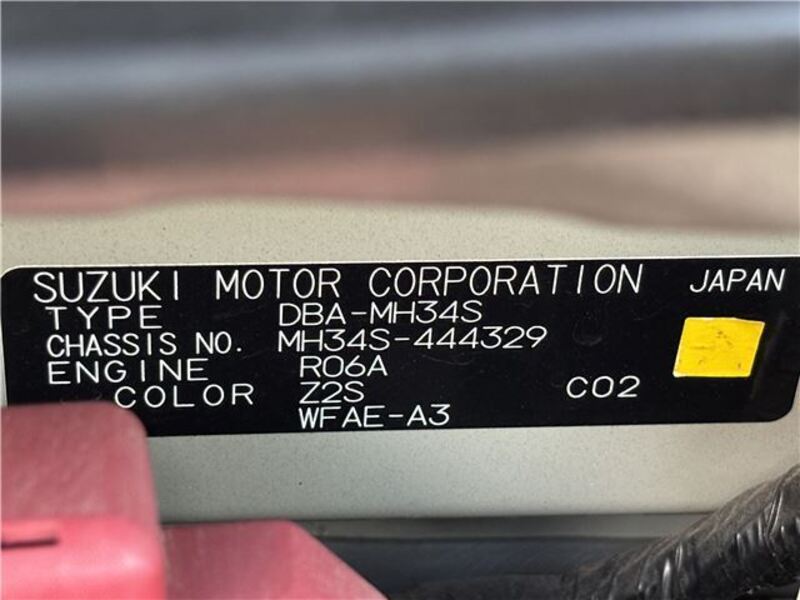 SUZUKI MOTOR CORPORATION JAPAN
TYPE DBA-MH34S
CHASSIS NO. MH34S-444329
ENGINE R06A
COLOR Z2S C02
WFAE-A3